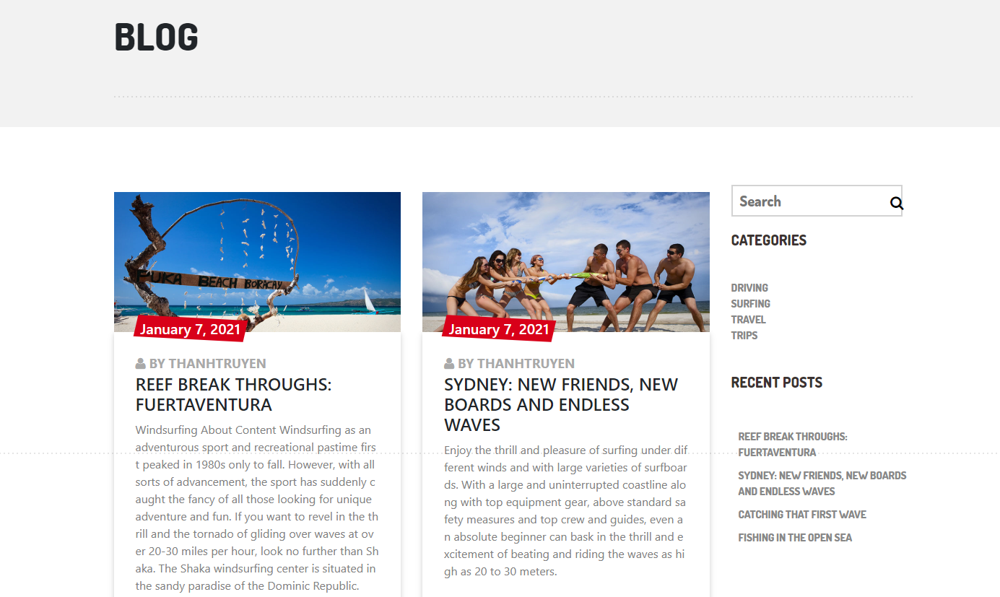 BLOG
PUKA BEACH BORACAY
January 7, 2021
BY THANHTRUYEN
REEF BREAK THROUGHS:
FUERTAVENTURA
Windsurfing About Content Windsurfing as an
adventurous sport and recreational pastime firs
t peaked in 1980s only to fall. However, with all
sorts of advancement, the sport has suddenly c
aught the fancy of all those looking for unique
adventure and fun. If you want to revel in the th
rill and the tornado of gliding over waves at ov
er 20-30 miles per hour, look no further than Sh
aka. The Shaka windsurfing center is situated in
the sandy paradise of the Dominic Republic.
January 7, 2021
BY THANHTRUYEN
SYDNEY: NEW FRIENDS, NEW
BOARDS AND ENDLESS
WAVES
Enjoy the thrill and pleasure of surfing under dif
ferent winds and with large varieties of surfboar
ds. With a large and uninterrupted coastline alo
ng with top equipment gear, above standard sa
fety measures and top crew and guides, even a
n absolute beginner can bask in the thrill and e
xcitement of beating and riding the waves as hi
gh as 20 to 30 meters.
Search
CATEGORIES
DRIVING
SURFING
TRAVEL
TRIPS
RECENT POSTS
REEF BREAK THROUGHS:
FUERTAVENTURA
SYDNEY: NEW FRIENDS, NEW BOARDS
AND ENDLESS WAVES
CATCHING THAT FIRST WAVE
FISHING IN THE OPEN SEA